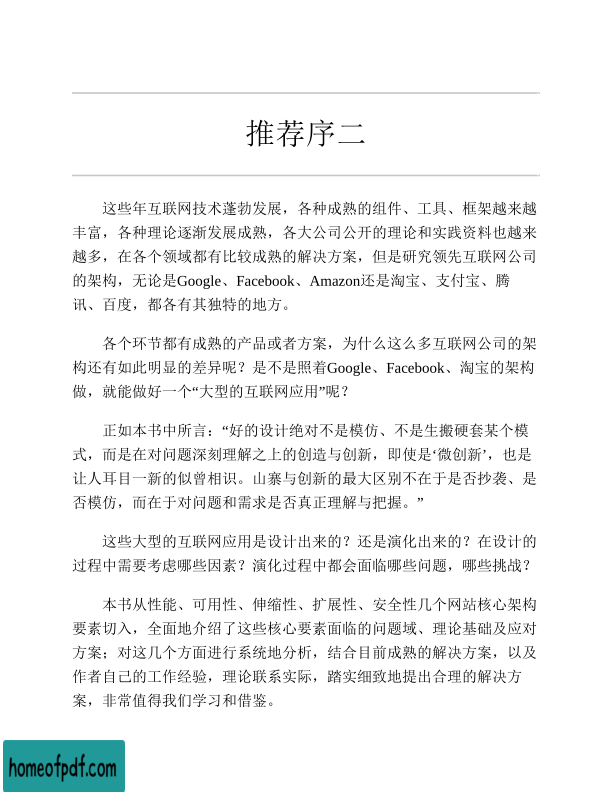 推荐序二
这些年互联网技术蓬勃发展，各种成熟的组件、工具、框架越来越
丰富，各种理论逐渐发展成熟，各大公司公开的理论和实践资料也越来
越多，在各个领域都有比较成熟的解决方案，但是研究领先互联网公司
的架构，无论是Google、Facebook、Amazon还是淘宝、支付宝、腾
讯、百度，都各有其独特的地方。
各个环节都有成熟的产品或者方案，为什么这么多互联网公司的架
构还有如此明显的差异呢？是不是照着Google、Facebook、淘宝的架构
做，就能做好一个“大型的互联网应用”呢？
正如本书中所言：“好的设计绝对不是模仿、不是生搬硬套某个模
式，而是在对问题深刻理解之上的创造与创新，即使是‘微创新’，也是
让人耳目一新的似曾相识。山寨与创新的最大区别不在于是否抄袭、是
否模仿，而在于对问题和需求是否真正理解与把握。”
这些大型的互联网应用是设计出来的？还是演化出来的？在设计的
过程中需要考虑哪些因素？演化过程中都会面临哪些问题，哪些挑战？
本书从性能、可用性、伸缩性、扩展性、安全性几个网站核心架构
要素切入，全面地介绍了这些核心要素面临的问题域、理论基础及应对
方案；对这几个方面进行系统地分析，结合目前成熟的解决方案，以及
作者自己的工作经验，理论联系实际，踏实细致地提出合理的解决方
案，非常值得我们学习和借鉴。
homeofpdf.com